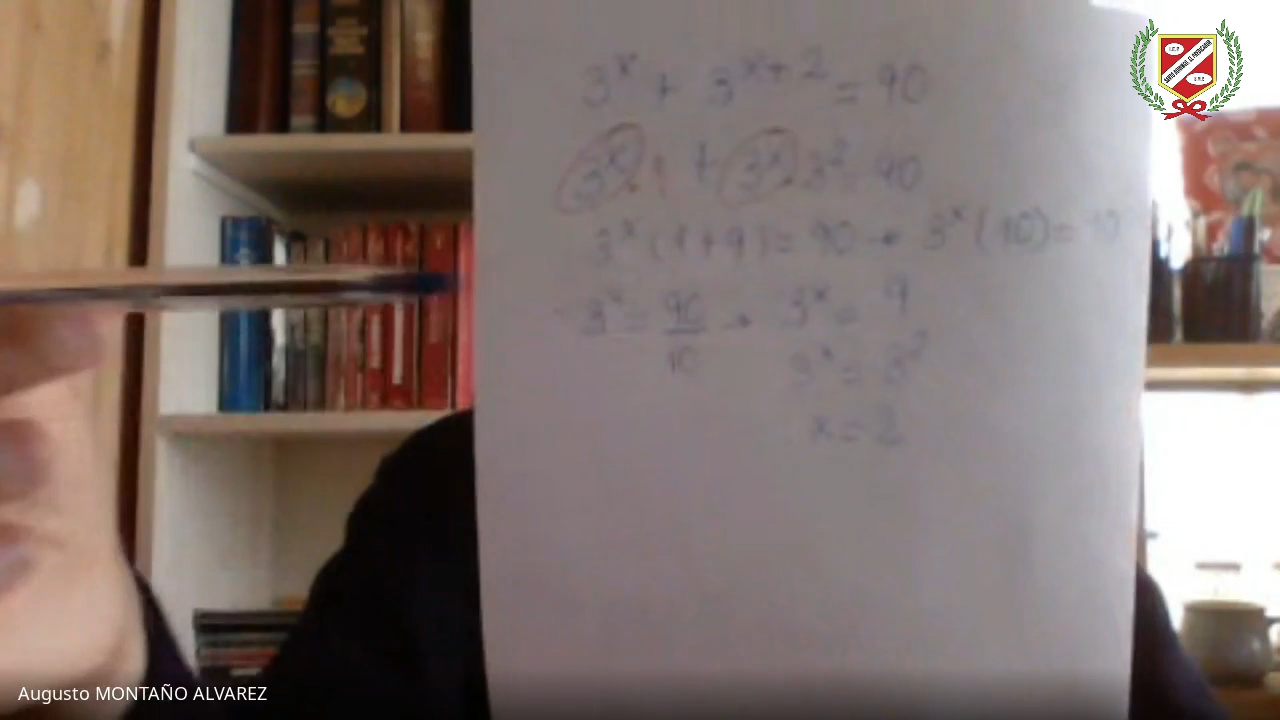 3^x + 3^{x+2} = 90
3^x . 1 + 3^x . 3^2 = 90
3^x (1+9) = 90 → 3^x (10) = 90
3^x = 90/10 → 3^x = 9
3^x = 3^2
x = 2
Augusto MONTAÑO ALVAREZ